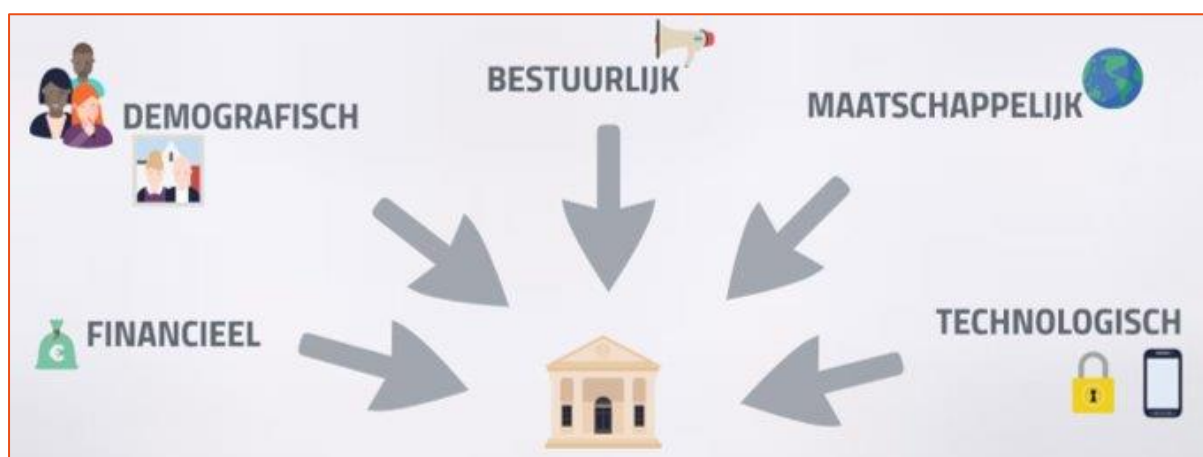 BESTUURLIJK
DEMOGRAFISCH
MAATSCHAPPELIJK
FINANCIEEL
TECHNOLOGISCH
€